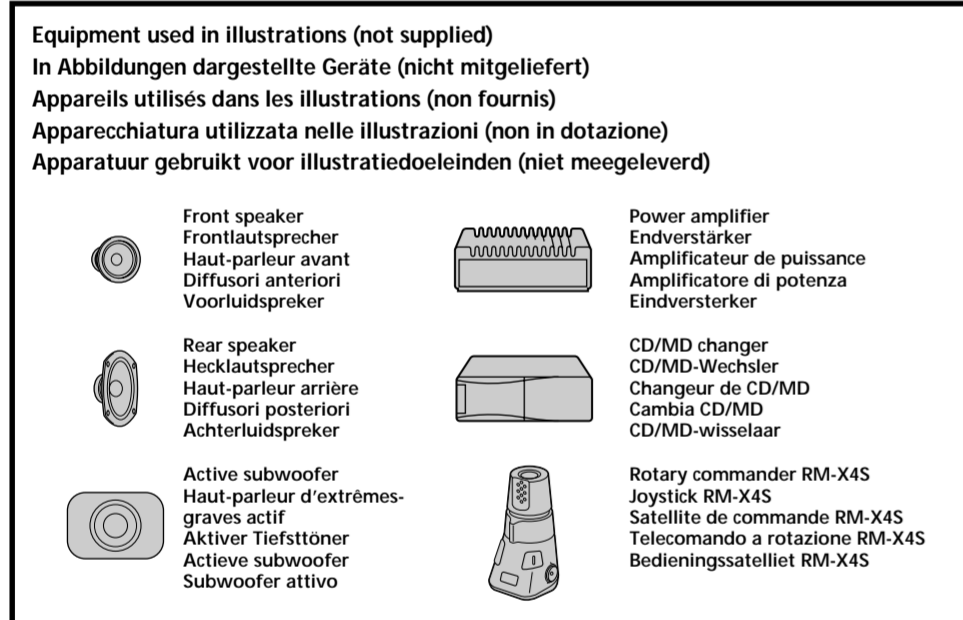 Equipment used in illustrations (not supplied)
In Abbildungen dargestellte Geräte (nicht mitgeliefert)
Appareils utilisés dans les illustrations (non fournis)
Apparecchiatura utilizzata nelle illustrazioni (non in dotazione)
Apparatuur gebruikt voor illustratiedoeleinden (niet meegeleverd)
Front speaker
Frontlautsprecher
Haut-parleur avant
Diffusori anteriori
Voorluidspreker
Power amplifier
Endverstärker
Amplificateur de puissance
Amplificatore di potenza
Eindversterker
Rear speaker
Hecklautsprecher
Haut-parleur arrière
Diffusori posteriori
Achterluidspreker
CD/MD changer
CD/MD-Wechsler
Changeur de CD/MD
Cambia CD/MD
CD/MD-wisselaar
Active subwoofer
Haut-parleur d'extrêmes-
graves actif
Aktiver Tiefsttöner
Actieve subwoofer
Subwoofer attivo
Rotary commander RM-X4S
Joystick RM-X4S
Satellite de commande RM-X4S
Telecomando a rotazione RM-X4S
Bedieningssatelliet RM-X4S